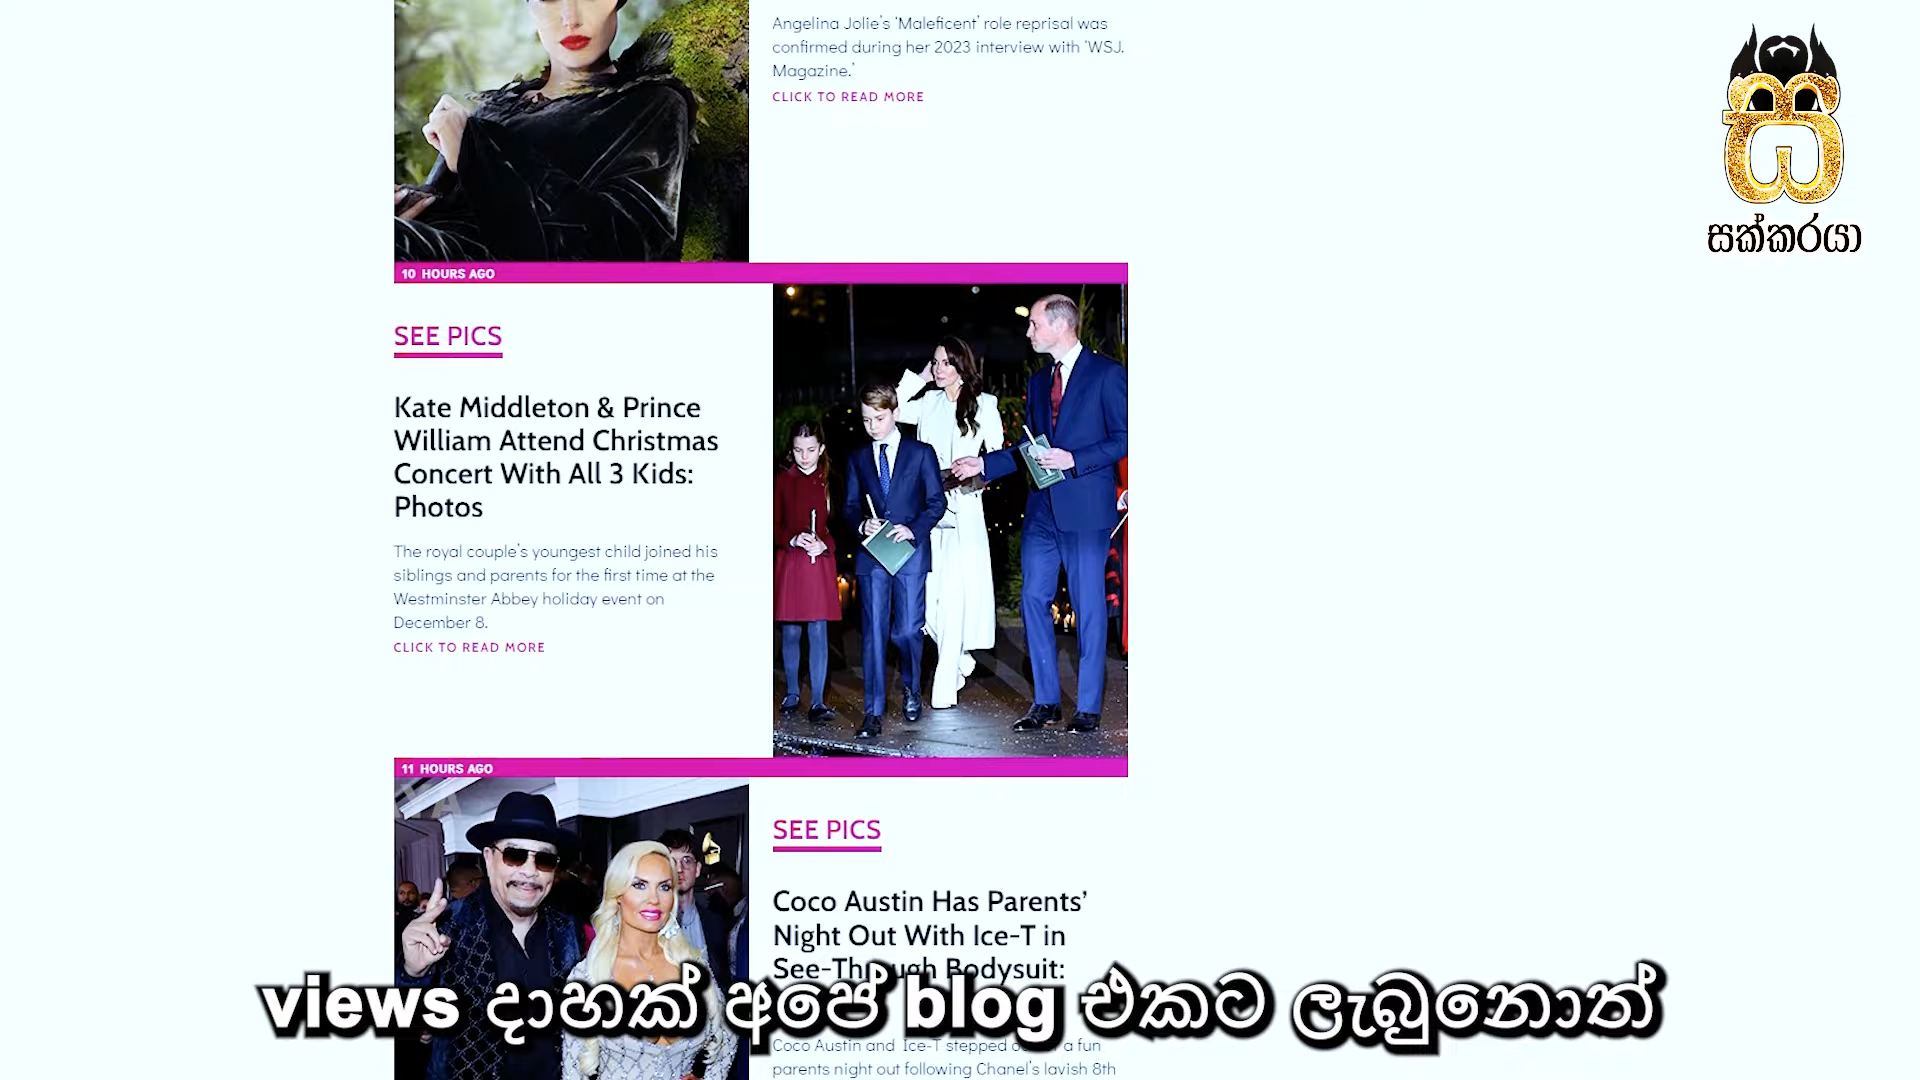 Angelina Jolie's 'Maleficent' role reprisal was
confirmed during her 2023 interview with 'WSJ.
Magazine.'
CLICK TO READ MORE
සක්කරයා
10 HOURS AGO
SEE PICS
Kate Middleton & Prince
William Attend Christmas
Concert With All 3 Kids:
Photos
The royal couple's youngest child joined his
siblings and parents for the first time at the
Westminster Abbey holiday event on
December 8.
CLICK TO READ MORE
11 HOURS AGO
SEE PICS
Coco Austin Has Parents'
Night Out With Ice-T in
See-Through Bodysuit:
views දාහක් අපේ blog එකට ලැබුනොත්
Coco Austin and Ice-T stepped a fun
parents night out following Chanel's lavish 8th